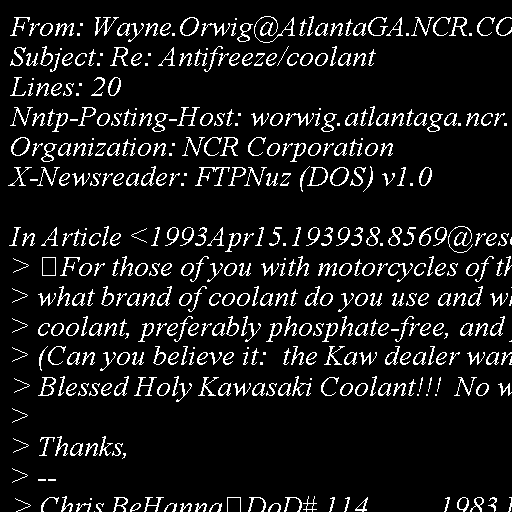 From: Wayne.Orwig@AtlantaGA.NCR.CO
Subject: Re: Antifreeze/coolant
Lines: 20
Nntp-Posting-Host: worwig.atlantaga.ncr.
Organization: NCR Corporation
X-Newsreader: FTPNuz (DOS) v1.0

In Article <1993Apr15.193938.8569@rese
> □For those of you with motorcycles of th
> what brand of coolant do you use and wh
> coolant, preferably phosphate-free, and
> (Can you believe it:  the Kaw dealer wan
> Blessed Holy Kawasaki Coolant!!!  No w
>
> Thanks,
> --
> Chris BeHanna□DoD# 114          1983